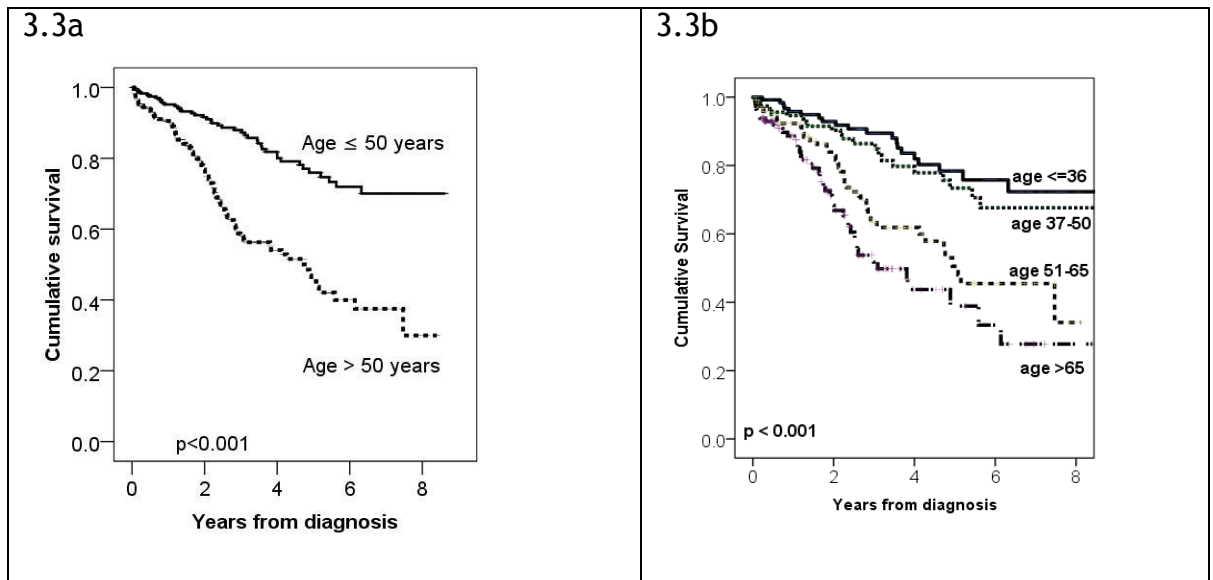 3.3a
1.0
0.8
0.6
0.4
0.2
0.0
Cumulative survival
Age ≤ 50 years
Age > 50 years
p<0.001
0 2 4 6 8
Years from diagnosis
3.3b
1.0
0.8
0.6
0.4
0.2
0.0
Cumulative Survival
age <=36
age 37-50
age 51-65
age >65
p < 0.001
0 2 4 6 8
Years from diagnosis